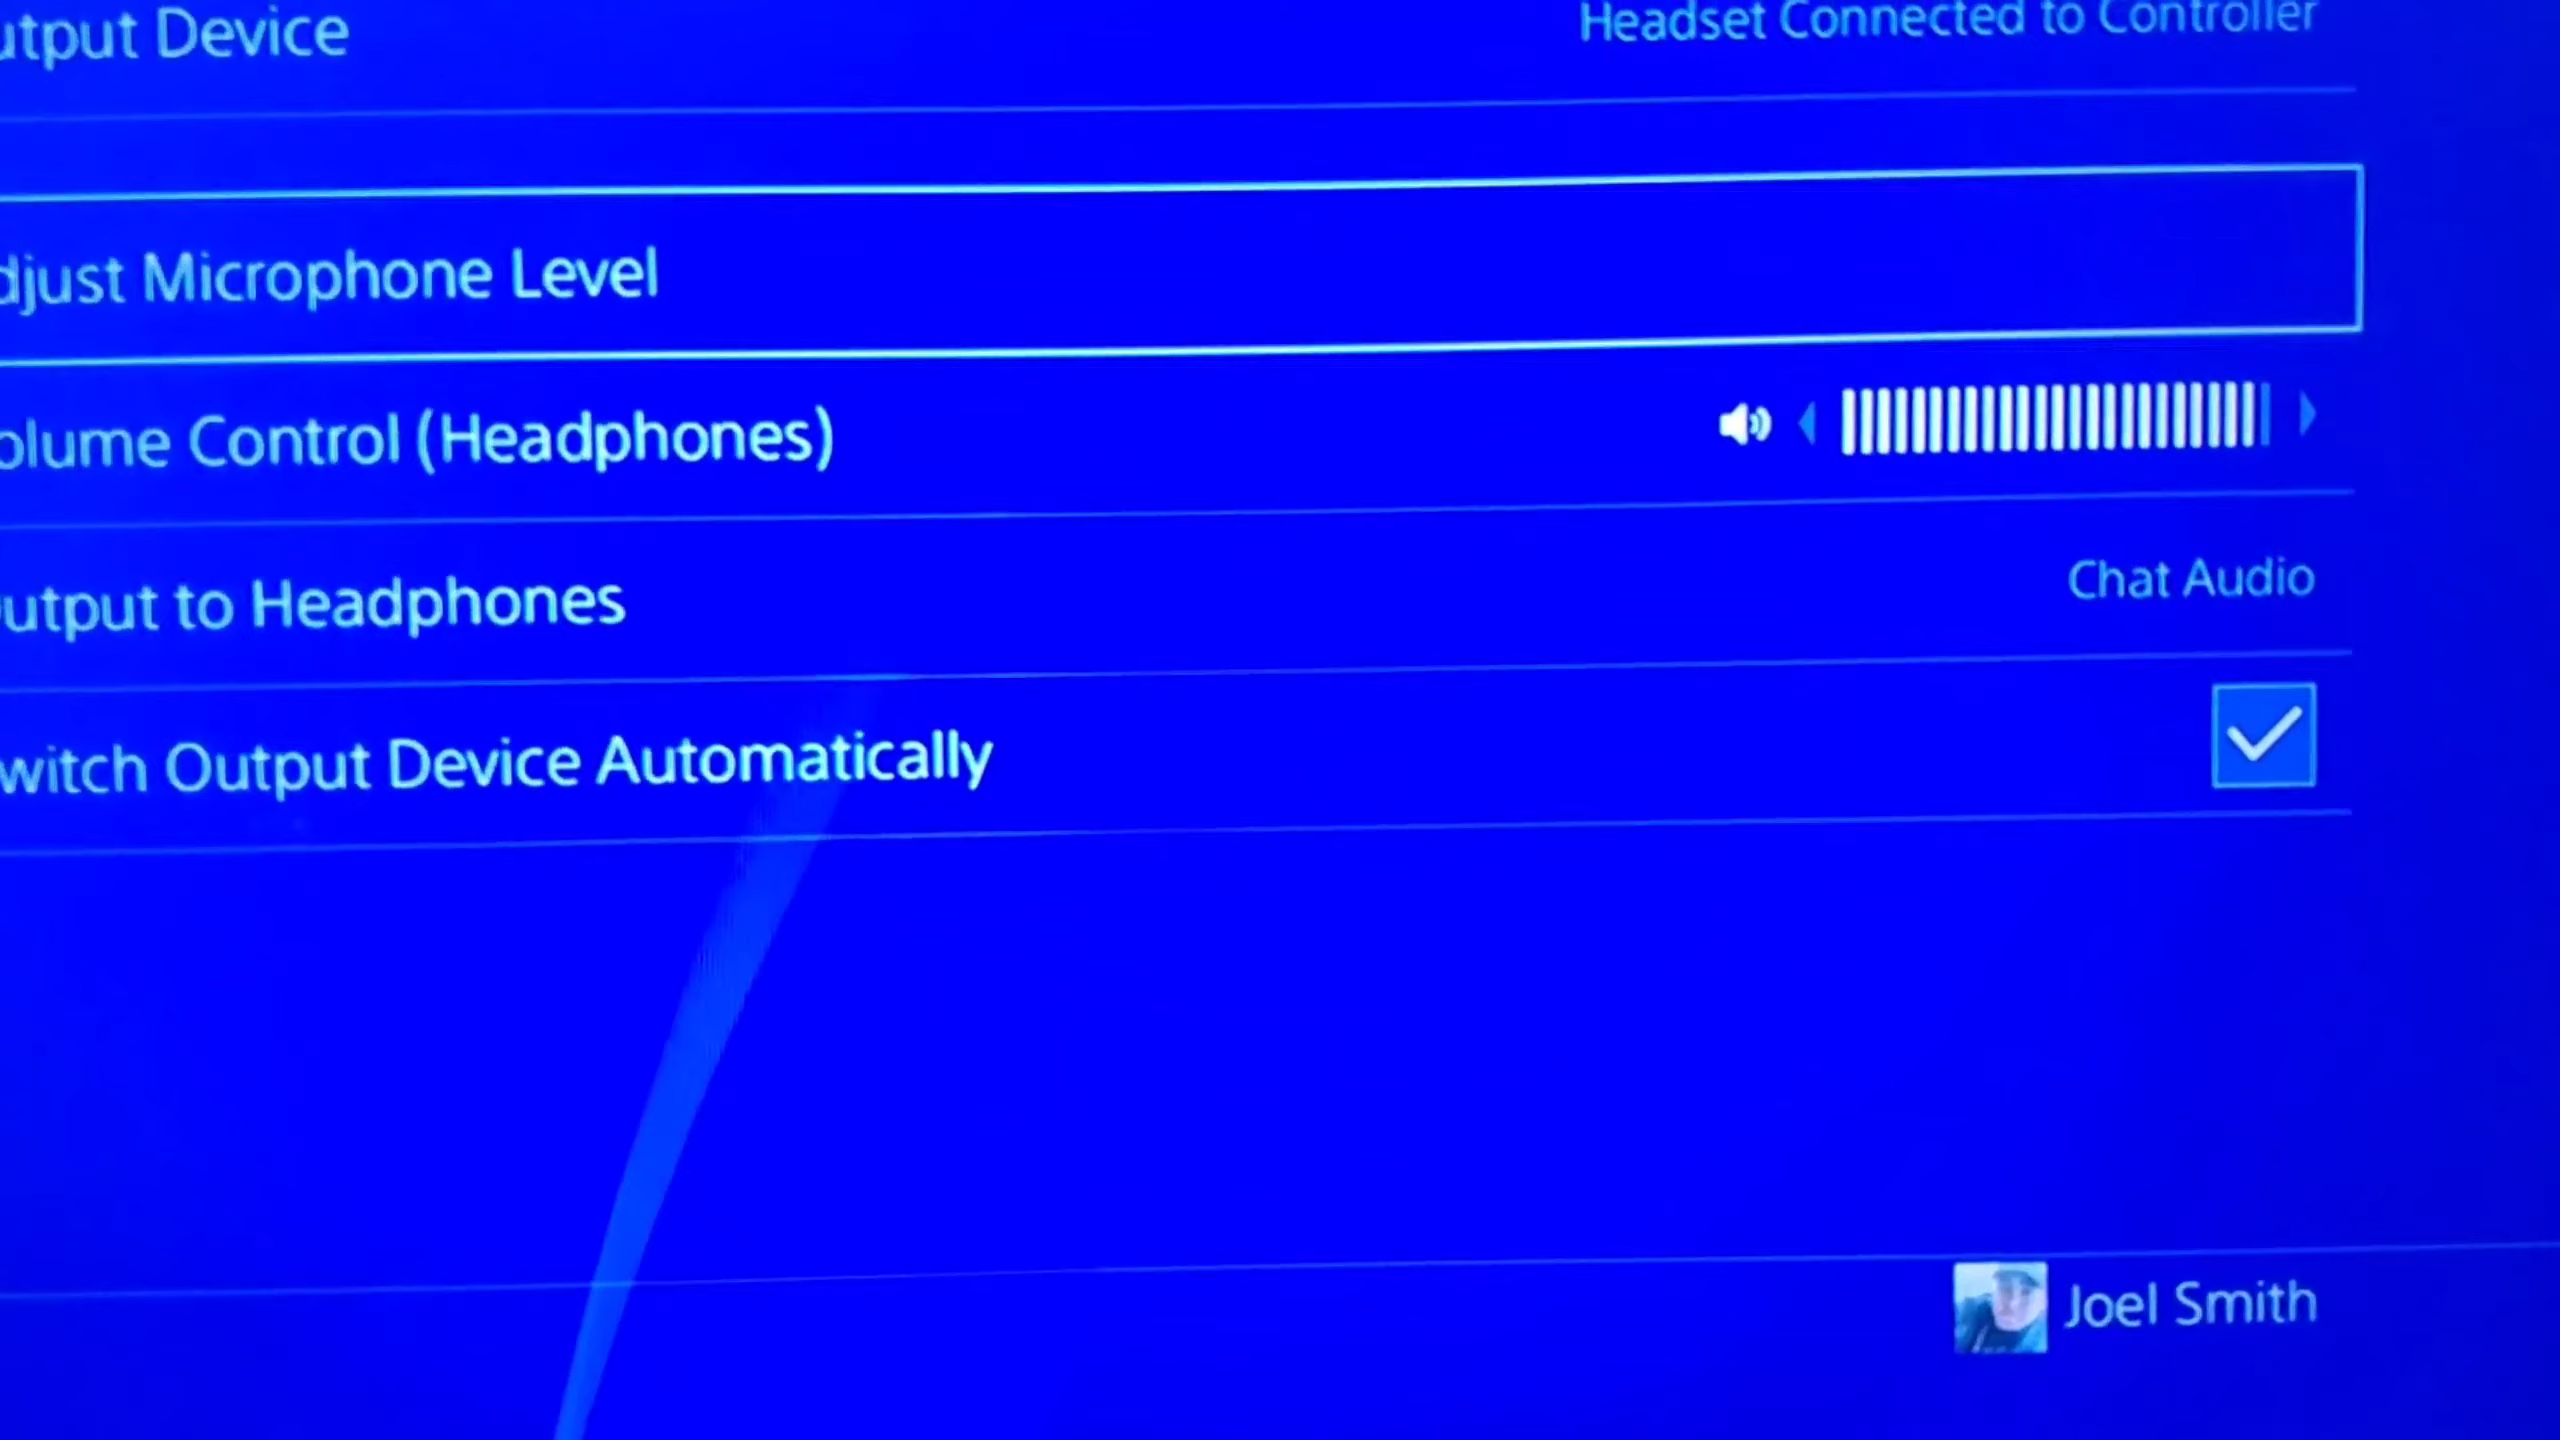 utput Device
Headset Connected to Controller
djust Microphone Level
olume Control (Headphones)
utput to Headphones
Chat Audio
witch Output Device Automatically
Joel Smith